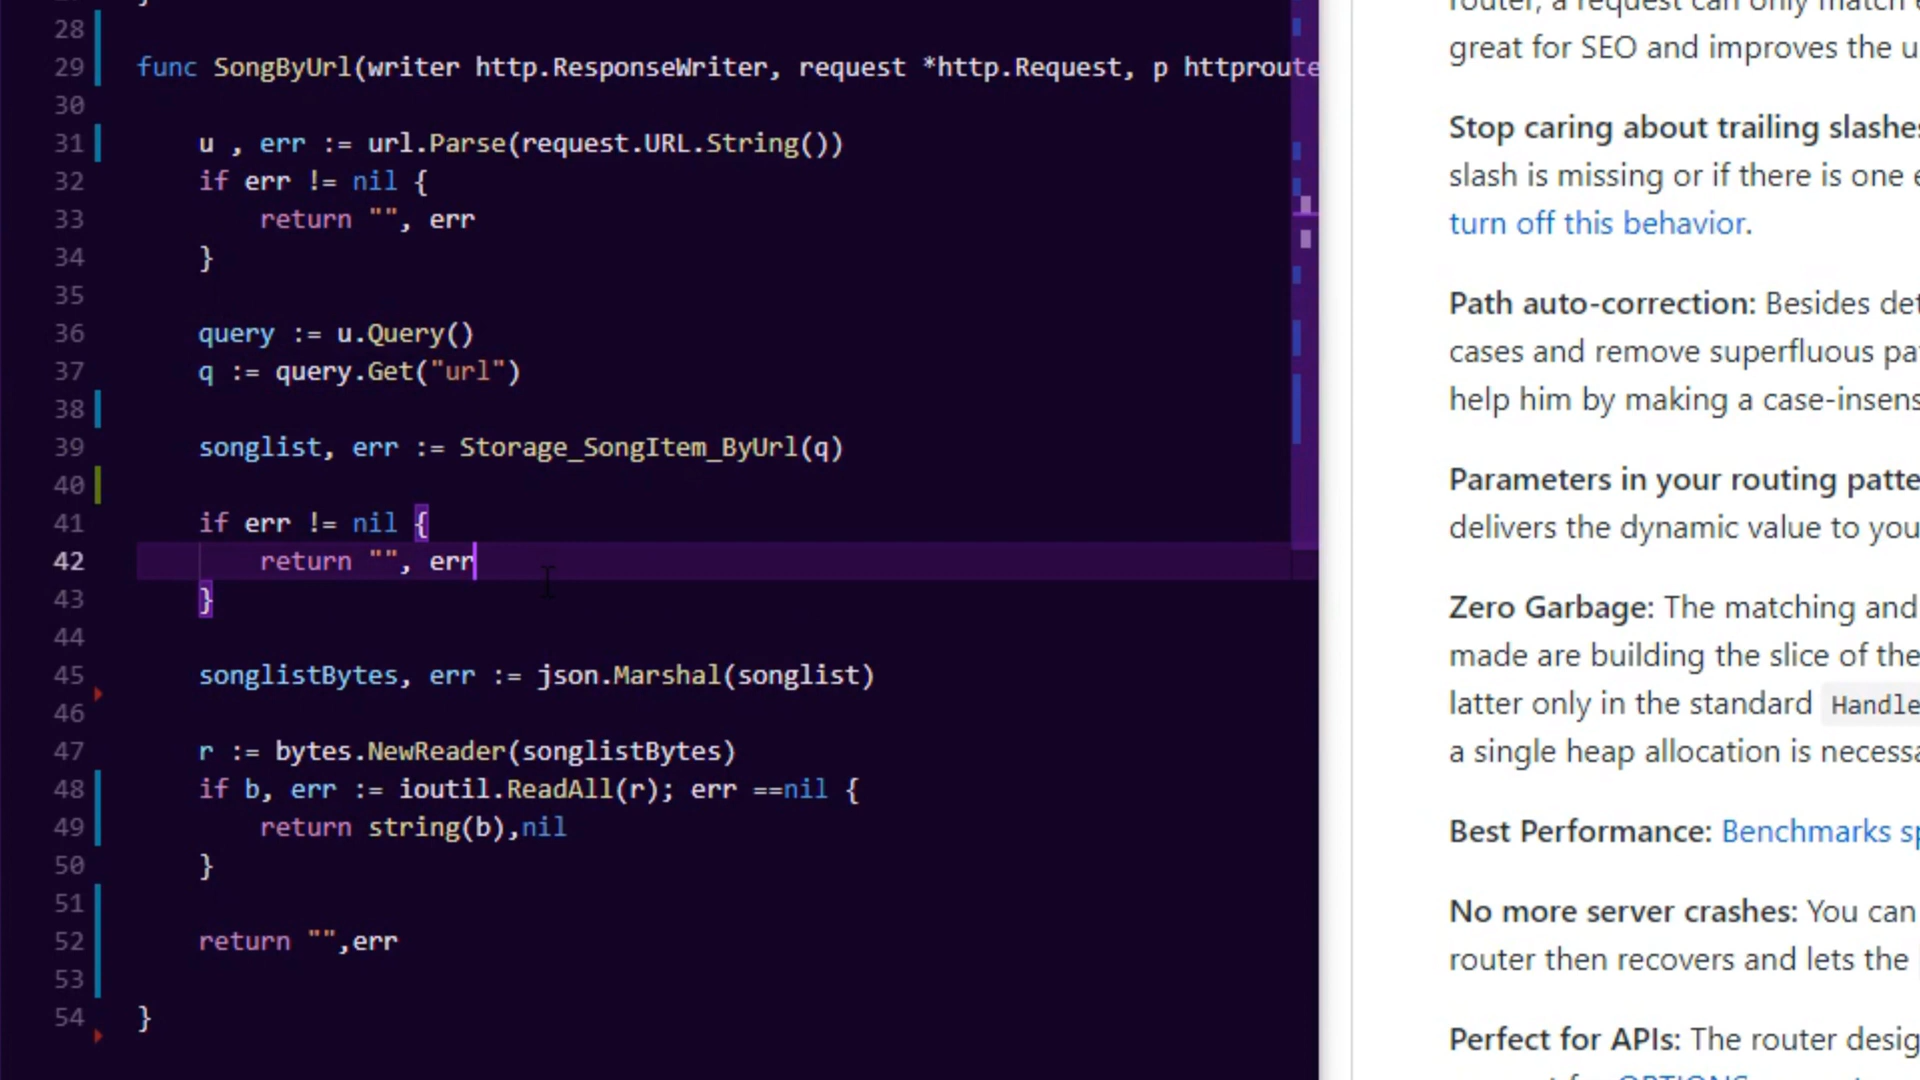 28
29 func SongByUrl(writer http.ResponseWriter, request *http.Request, p httproute
30
31 u , err := url.Parse(request.URL.String())
32 if err != nil {
33 return "", err
34 }
35
36 query := u.Query()
37 q := query.Get("url")
38
39 songlist, err := Storage_SongItem_ByUrl(q)
40
41 if err != nil {
42 return "", err
43 }
44
45 songlistBytes, err := json.Marshal(songlist)
46
47 r := bytes.NewReader(songlistBytes)
48 if b, err := ioutil.ReadAll(r); err ==nil {
49 return string(b),nil
50 }
51
52 return "",err
53
54 }
router, a request can only match
great for SEO and improves the u
Stop caring about trailing slashes
slash is missing or if there is one e
turn off this behavior.
Path auto-correction: Besides det
cases and remove superfluous pa
help him by making a case-insens
Parameters in your routing patte
delivers the dynamic value to you
Zero Garbage: The matching and
made are building the slice of the
latter only in the standard Handle
a single heap allocation is necessa
Best Performance: Benchmarks sp
No more server crashes: You can
router then recovers and lets the
Perfect for APIs: The router desig